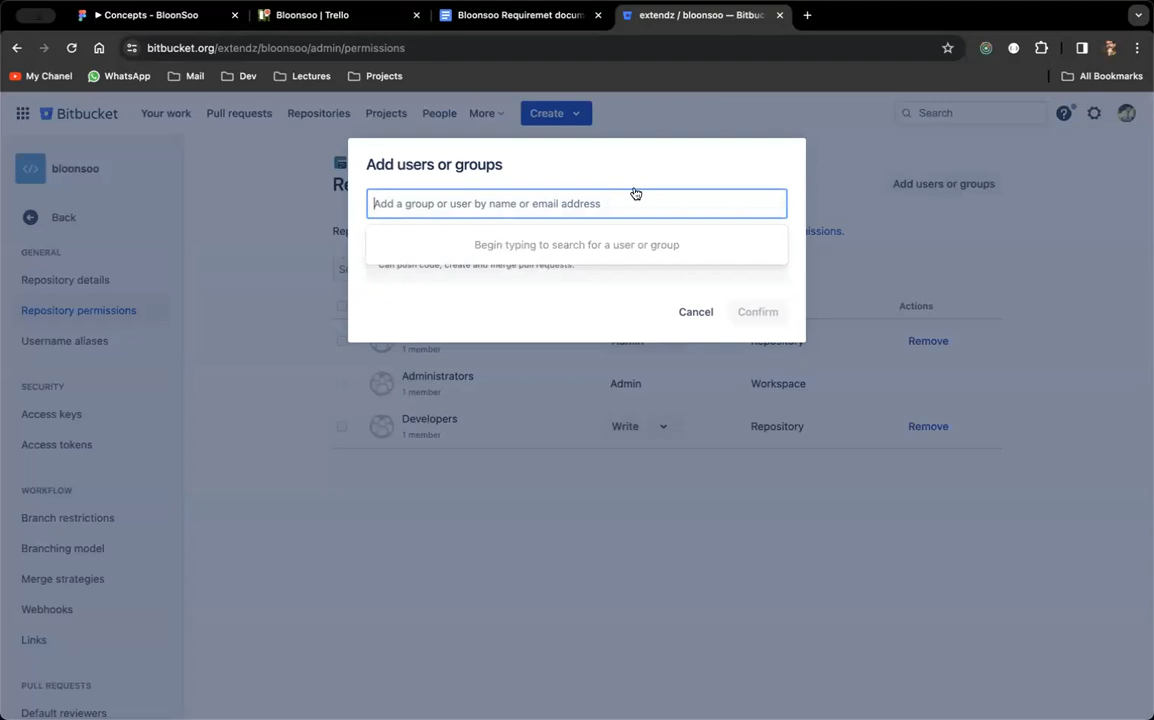 ▶ Concepts - BloonSoo
Bloonsoo | Trello
Bloonsoo Requiremet docum
extendz / bloonsoo — Bitbuc
bitbucket.org/extendz/bloonsoo/admin/permissions
My Chanel
WhatsApp
Mail
Dev
Lectures
Projects
All Bookmarks
Bitbucket
Your work
Pull requests
Repositories
Projects
People
More
Create
Search
bloonsoo
Back
GENERAL
Repository details
Repository permissions
Username aliases
SECURITY
Access keys
Access tokens
WORKFLOW
Branch restrictions
Branching model
Merge strategies
Webhooks
Links
PULL REQUESTS
Default reviewers
Add users or groups
Add users or groups
Add a group or user by name or email address
Begin typing to search for a user or group
Can push code, create and merge pull requests.
Cancel
Confirm
Actions
1 member
Admin
Repository
Remove
Administrators
1 member
Admin
Workspace
Developers
1 member
Write
Repository
Remove